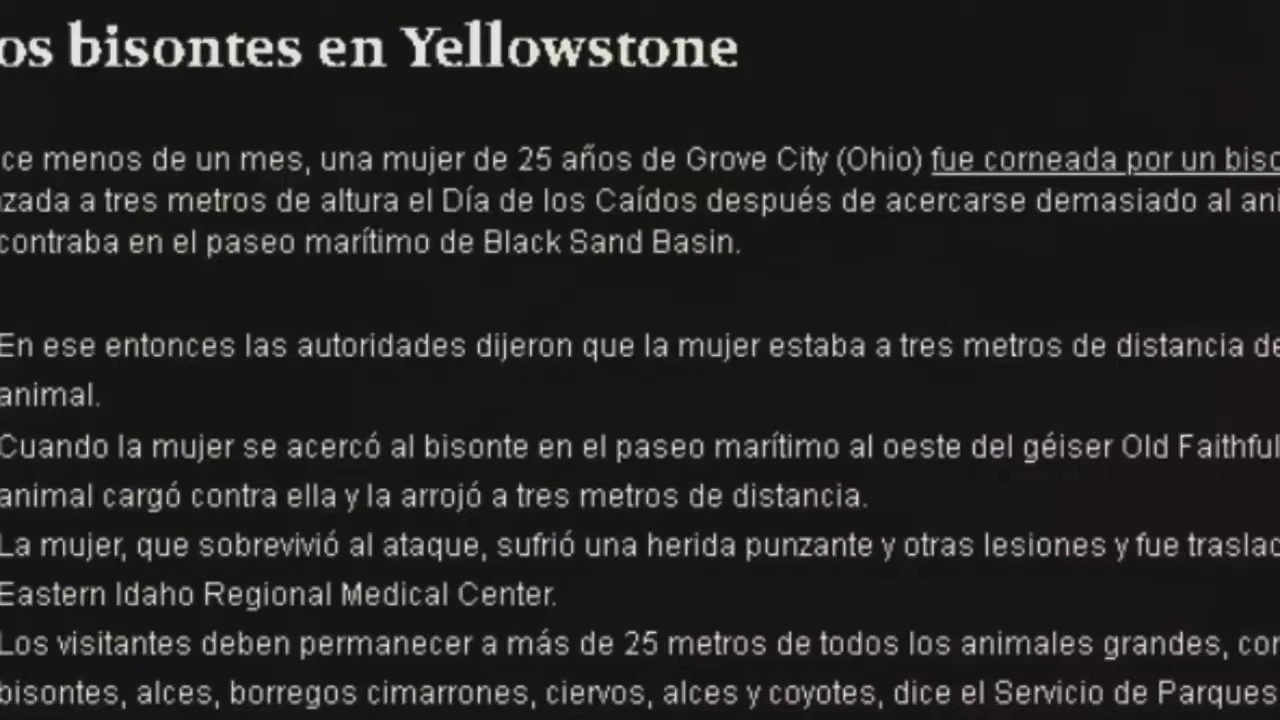 os bisontes en Yellowstone
ce menos de un mes, una mujer de 25 años de Grove City (Ohio) fue corneada por un biso
zada a tres metros de altura el Día de los Caídos después de acercarse demasiado al ani
contraba en el paseo marítimo de Black Sand Basin.
En ese entonces las autoridades dijeron que la mujer estaba a tres metros de distancia de
animal.
Cuando la mujer se acercó al bisonte en el paseo marítimo al oeste del géiser Old Faithful
animal cargó contra ella y la arrojó a tres metros de distancia.
La mujer, que sobrevivió al ataque, sufrió una herida punzante y otras lesiones y fue traslad
Eastern Idaho Regional Medical Center.
Los visitantes deben permanecer a más de 25 metros de todos los animales grandes, con
bisontes, alces, borregos cimarrones, ciervos, alces y coyotes, dice el Servicio de Parques